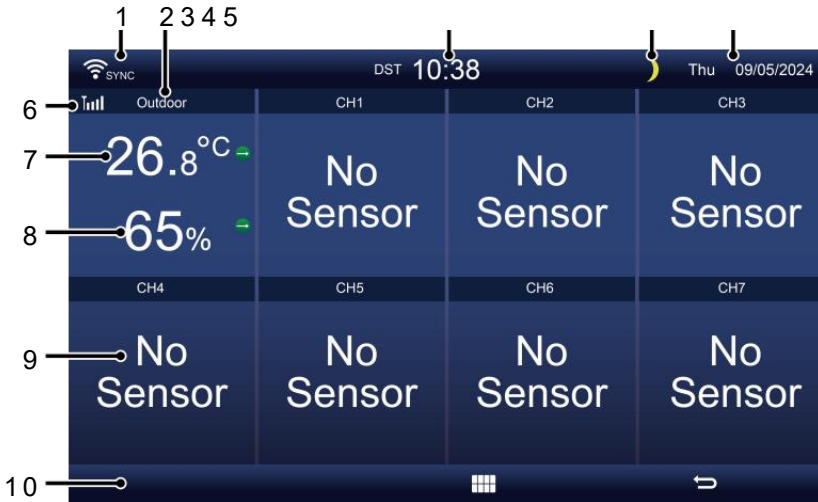 1 2 3 4 5
SYNC DST 10:38 Thu 09/05/2024
6 Outdoor CH1 CH2 CH3
7 26.8°C
No Sensor
No Sensor
No Sensor
8 65%
CH4 CH5 CH6 CH7
9 No Sensor
No Sensor
No Sensor
No Sensor
10